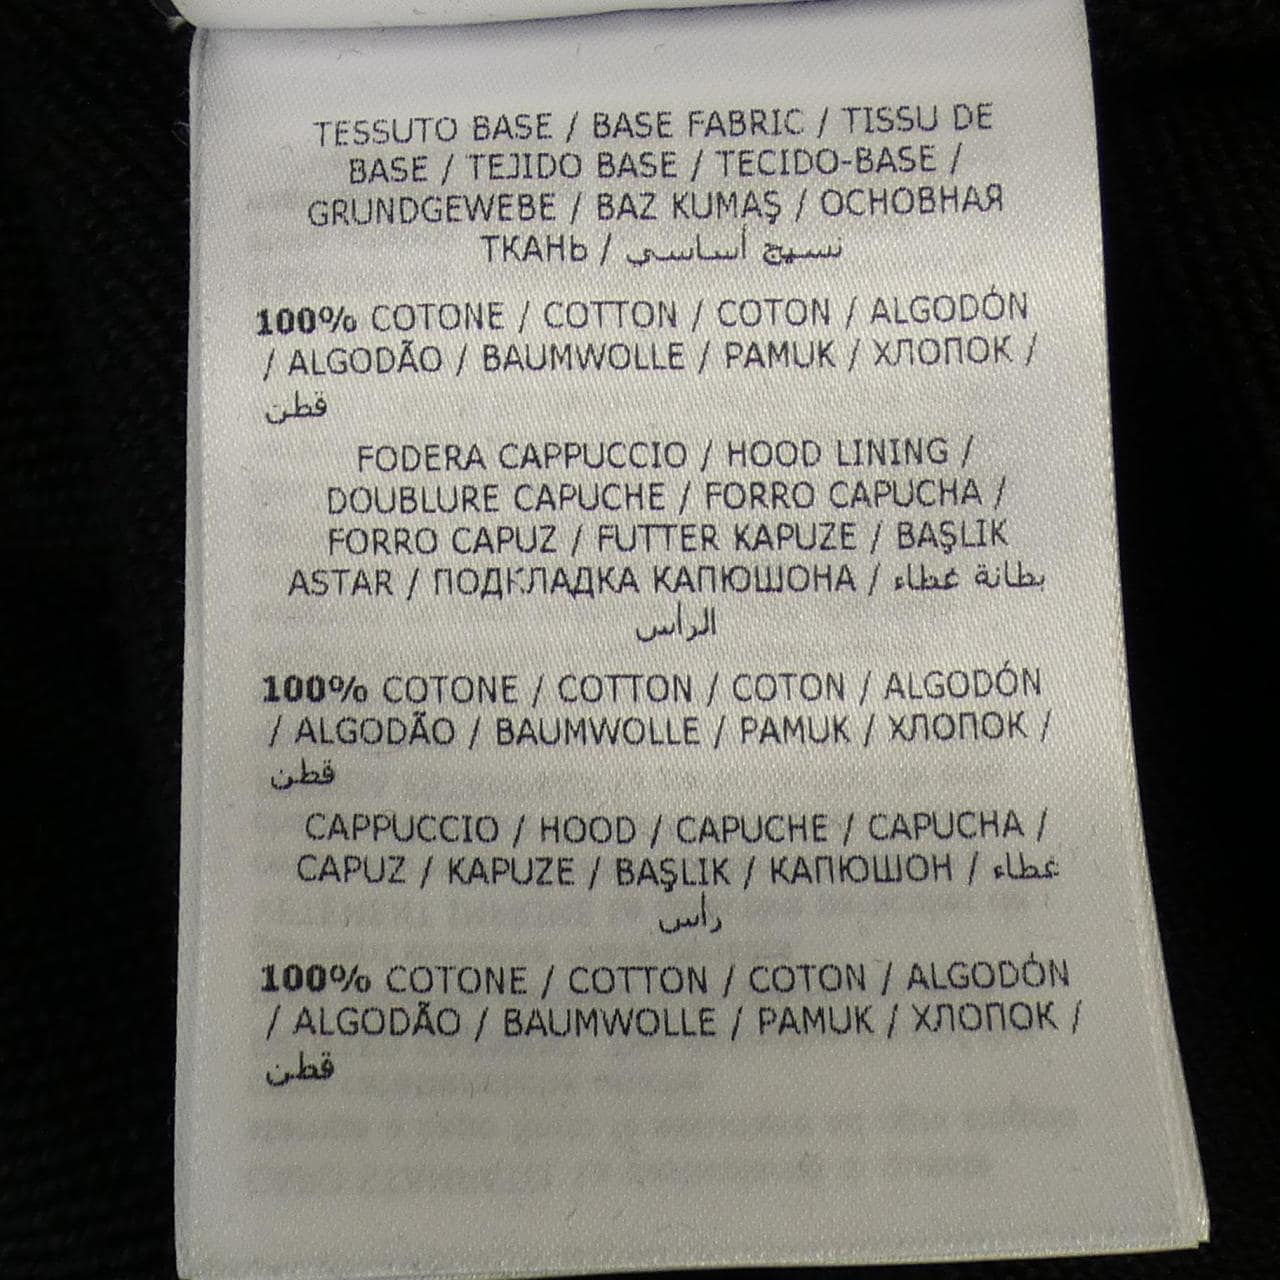 TESSUTO BASE / BASE FABRIC / TISSU DE
BASE / TEJIDO BASE / TECIDO-BASE /
GRUNDGEWEBE / BAZ KUMAŞ / ОСНОВНАЯ
ТКАНЬ / نسيج أساسي
100% COTONE / COTTON / COTON / ALGODÓN
/ ALGODÃO / BAUMWOLLE / PAMUK / ХЛОПОК /
قطن
FODERA CAPPUCCIO / HOOD LINING /
DOUBLURE CAPUCHE / FORRO CAPUCHA /
FORRO CAPUZ / FUTTER KAPUZE / BAŞLIK
ASTAR / ПОДКЛАДКА КАПЮШОНА / بطانة غطاء
الرأس
100% COTONE / COTTON / COTON / ALGODÓN
/ ALGODÃO / BAUMWOLLE / PAMUK / ХЛОПОК /
قطن
CAPPUCCIO / HOOD / CAPUCHE / CAPUCHA /
CAPUZ / KAPUZE / BAŞLIK / КАПЮШОН / غطاء
رأس
100% COTONE / COTTON / COTON / ALGODÓN
/ ALGODÃO / BAUMWOLLE / PAMUK / ХЛОПОК /
قطن